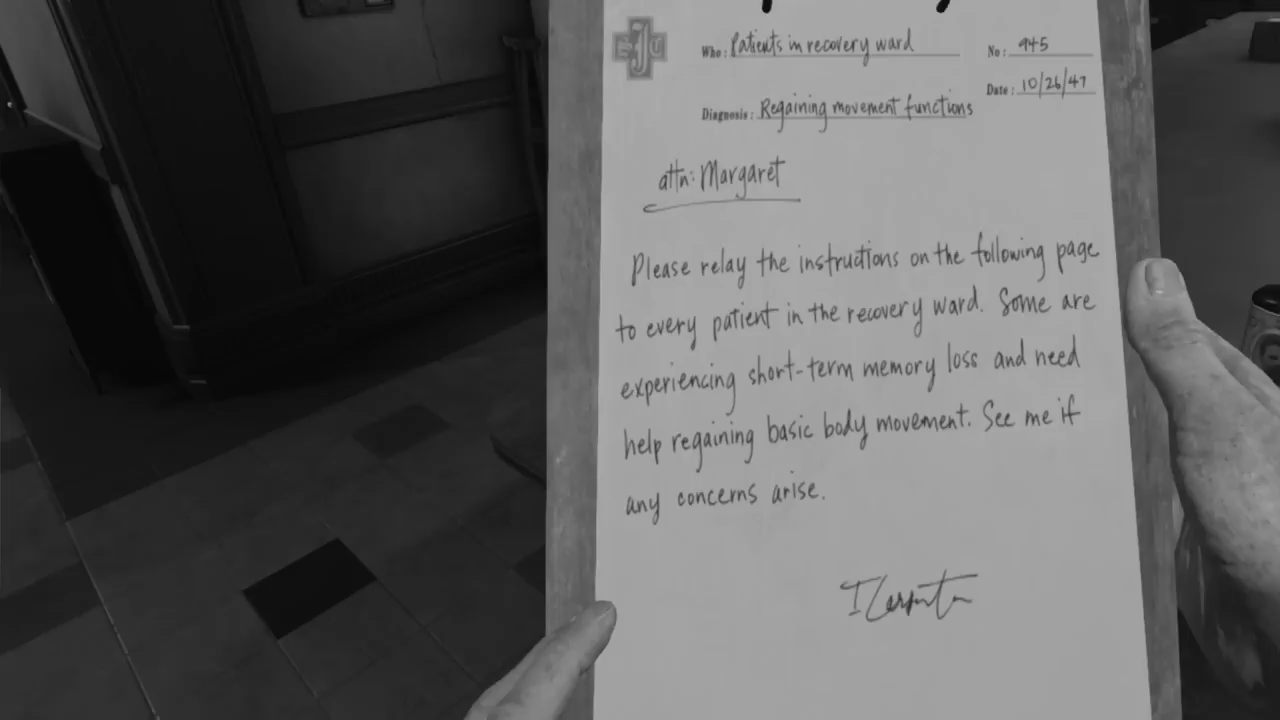 Who: Patients in recovery ward
No: 945
Date: 10/26/47
Diagnosis: Regaining movement functions
attn: Margaret
Please relay the instructions on the following page
to every patient in the recovery ward. Some are
experiencing short-term memory loss and need
help regaining basic body movement. See me if
any concerns arise.